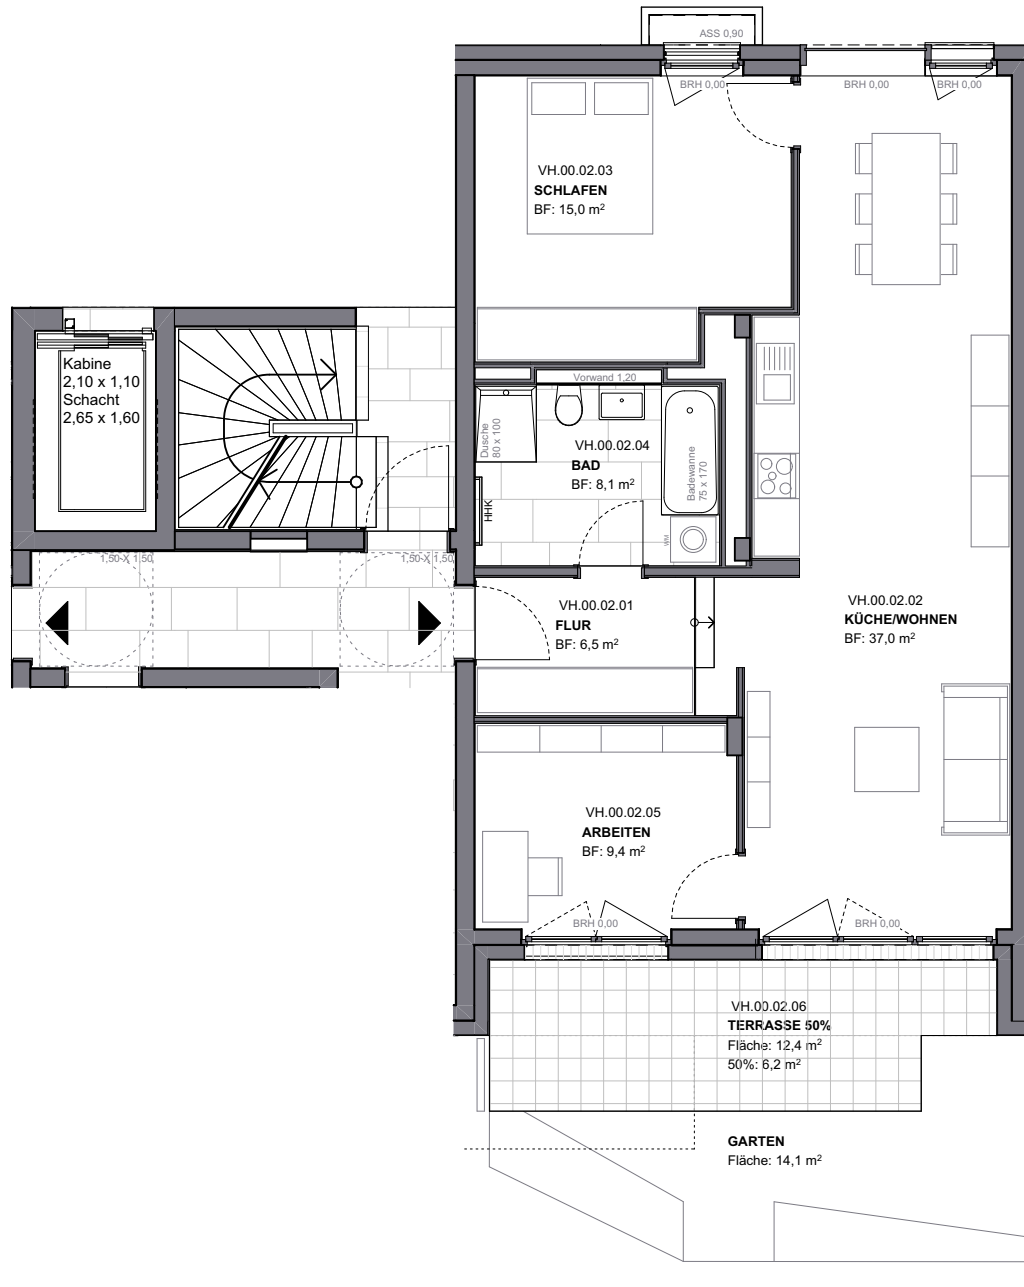 ASS 0,90
BRH 0,00
BRH 0,00
BRH 0,00
VH.00.02.03
SCHLAFEN
BF: 15,0 m²
Kabine
2,10 x 1,10
Schacht
2,65 x 1,60
Vorwand 1,20
Dusche
80 x 100
VH.00.02.04
BAD
BF: 8,1 m²
Badewanne
75 x 170
HHK
WM
1,50 X 1,50
1,50 X 1,50
VH.00.02.01
FLUR
BF: 6,5 m²
VH.00.02.02
KÜCHE/WOHNEN
BF: 37,0 m²
VH.00.02.05
ARBEITEN
BF: 9,4 m²
BRH 0,00
BRH 0,00
VH.00.02.06
TERRASSE 50%
Fläche: 12,4 m²
50%: 6,2 m²
GARTEN
Fläche: 14,1 m²